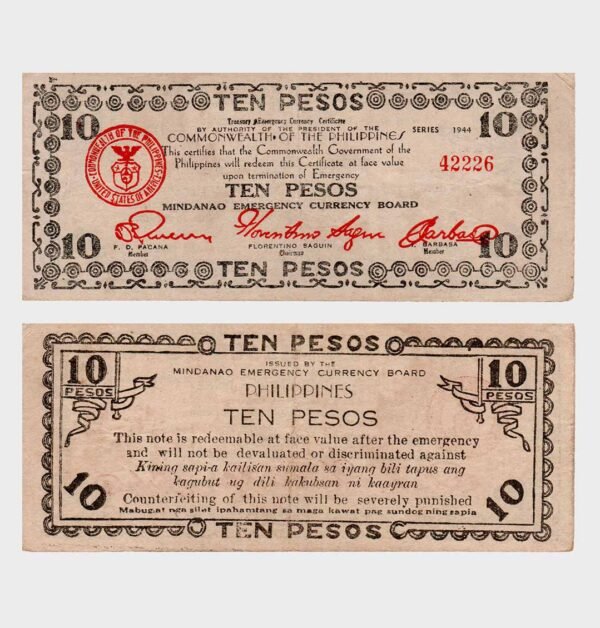 TEN PESOS
Treasury Emergency Currency Certificate
BY AUTHORITY OF THE PRESIDENT OF THE
COMMONWEALTH OF THE PHILIPPINES
SERIES 1944
10
10
This certifies that the Commonwealth Government of the
Philippines will redeem this Certificate at face value
upon termination of Emergency
42226
COMMONWEALTH OF THE PHILIPPINES
UNITED STATES OF AMERICA
TEN PESOS
MINDANAO EMERGENCY CURRENCY BOARD
Florentino Saguin
F. D. PACANA
Member
FLORENTINO SAGUIN
Chairman
BARBASA
Member
10
10
TEN PESOS
TEN PESOS
ISSUED BY THE
MINDANAO EMERGENCY CURRENCY BOARD
10
PESOS
10
PESOS
PHILIPPINES
TEN PESOS
This note is redeemable at face value after the emergency
and will not be devaluated or discriminated against
Kining sapi-a kailisan sumala sa iyang bili tapus ang
kagubut ug dili kakuhsan ni kaayran
10
10
Counterfeiting of this note will be severely punished
Mabug-at nga silot ipahamtang sa maga kawat pag sundog ning sapia
TEN PESOS